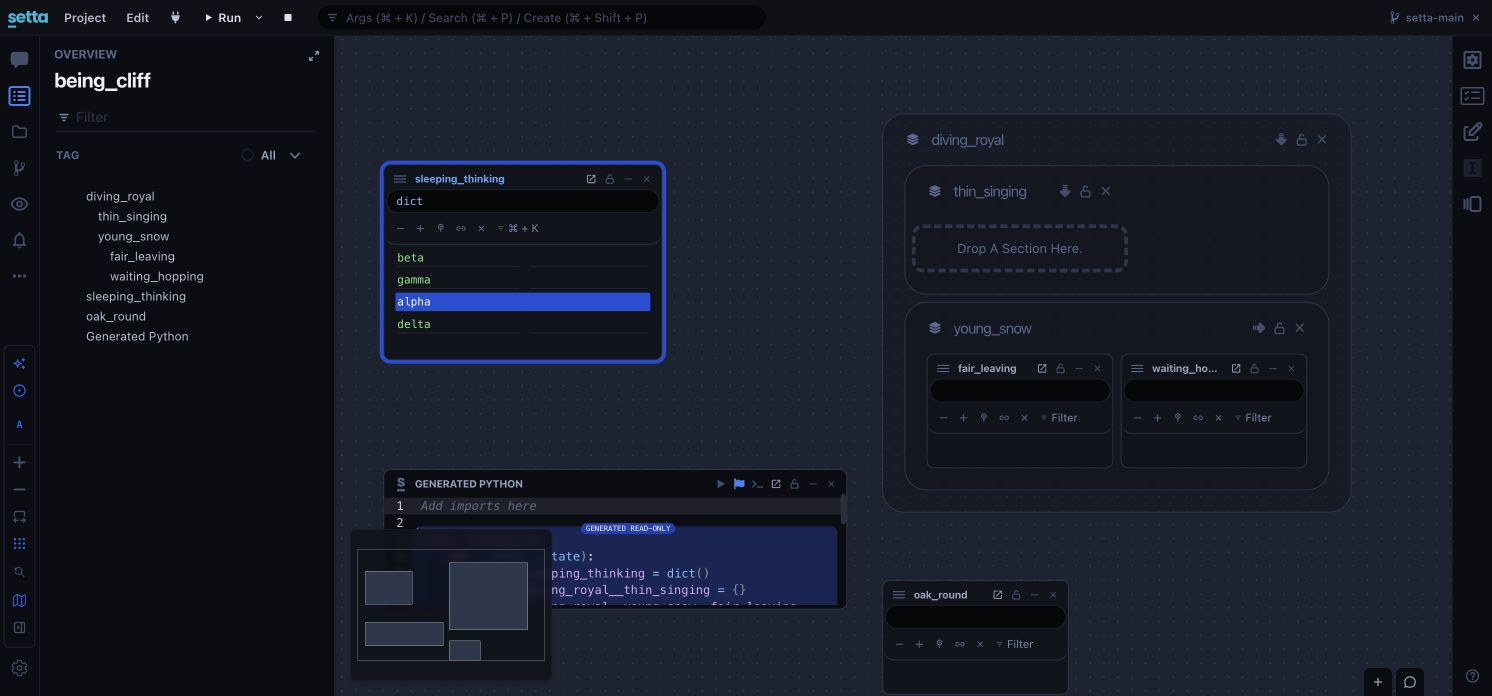 setta Project Edit Run Args (⌘ + K) / Search (⌘ + P) / Create (⌘ + Shift + P) setta-main
OVERVIEW
being_cliff
Filter
TAG All
diving_royal
thin_singing
young_snow
fair_leaving
waiting_hopping
sleeping_thinking
oak_round
Generated Python
A
sleeping_thinking
dict
⌘ + K
beta
gamma
alpha
delta
diving_royal
thin_singing
Drop A Section Here.
young_snow
fair_leaving waiting_ho...
Filter Filter
S GENERATED PYTHON
1 Add imports here
2
GENERATED READ-ONLY
tate):
ping_thinking = dict()
ng_royal__thin_singing = {}
oak_round
Filter